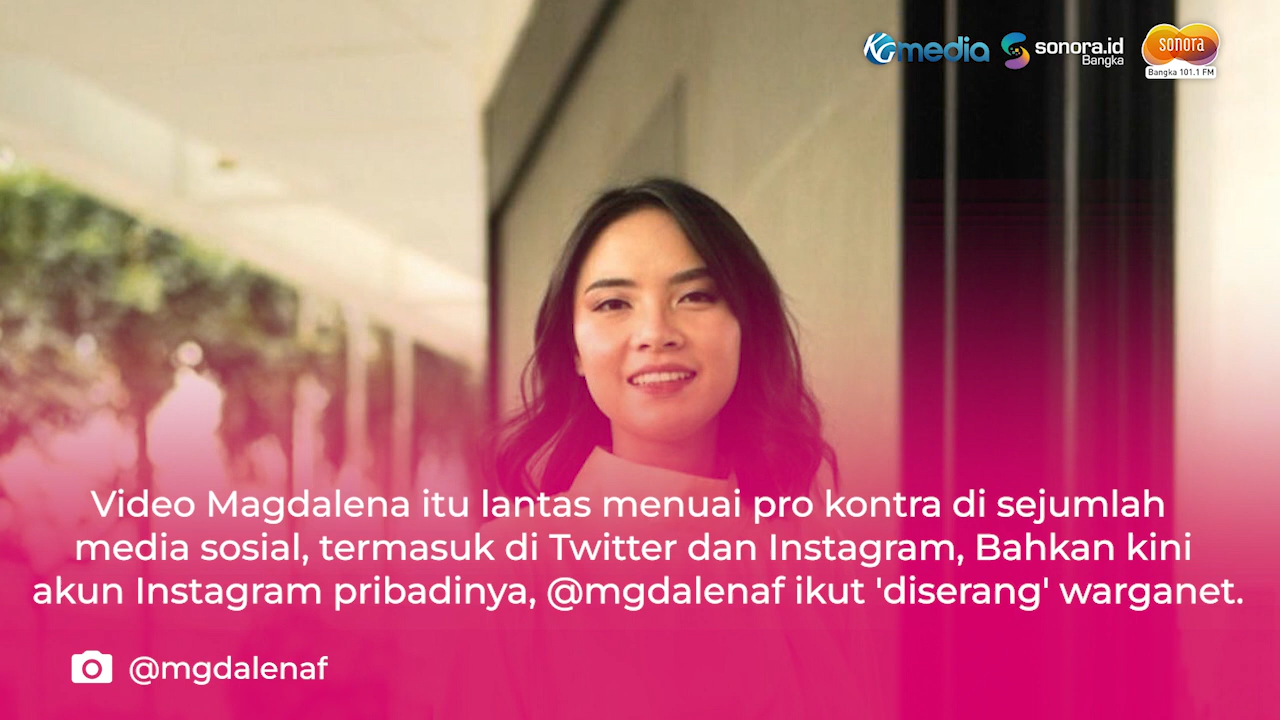 KGmedia
sonora.id
Bangka
sonora
Bangka 101.1 FM
Video Magdalena itu lantas menuai pro kontra di sejumlah
media sosial, termasuk di Twitter dan Instagram, Bahkan kini
akun Instagram pribadinya, @mgdalenaf ikut 'diserang' warganet.
@mgdalenaf